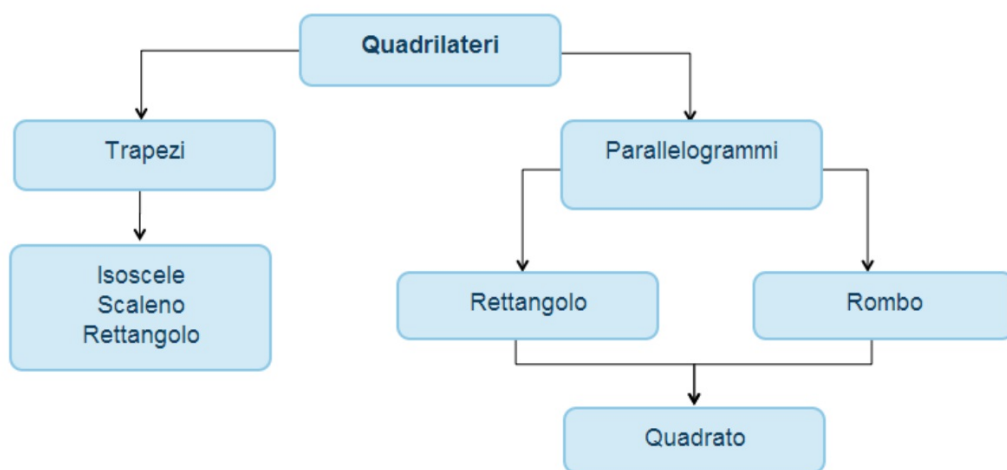 Quadrilateri
Trapezi
Parallelogrammi
Isoscele
Scaleno
Rettangolo
Rettangolo
Rombo
Quadrato